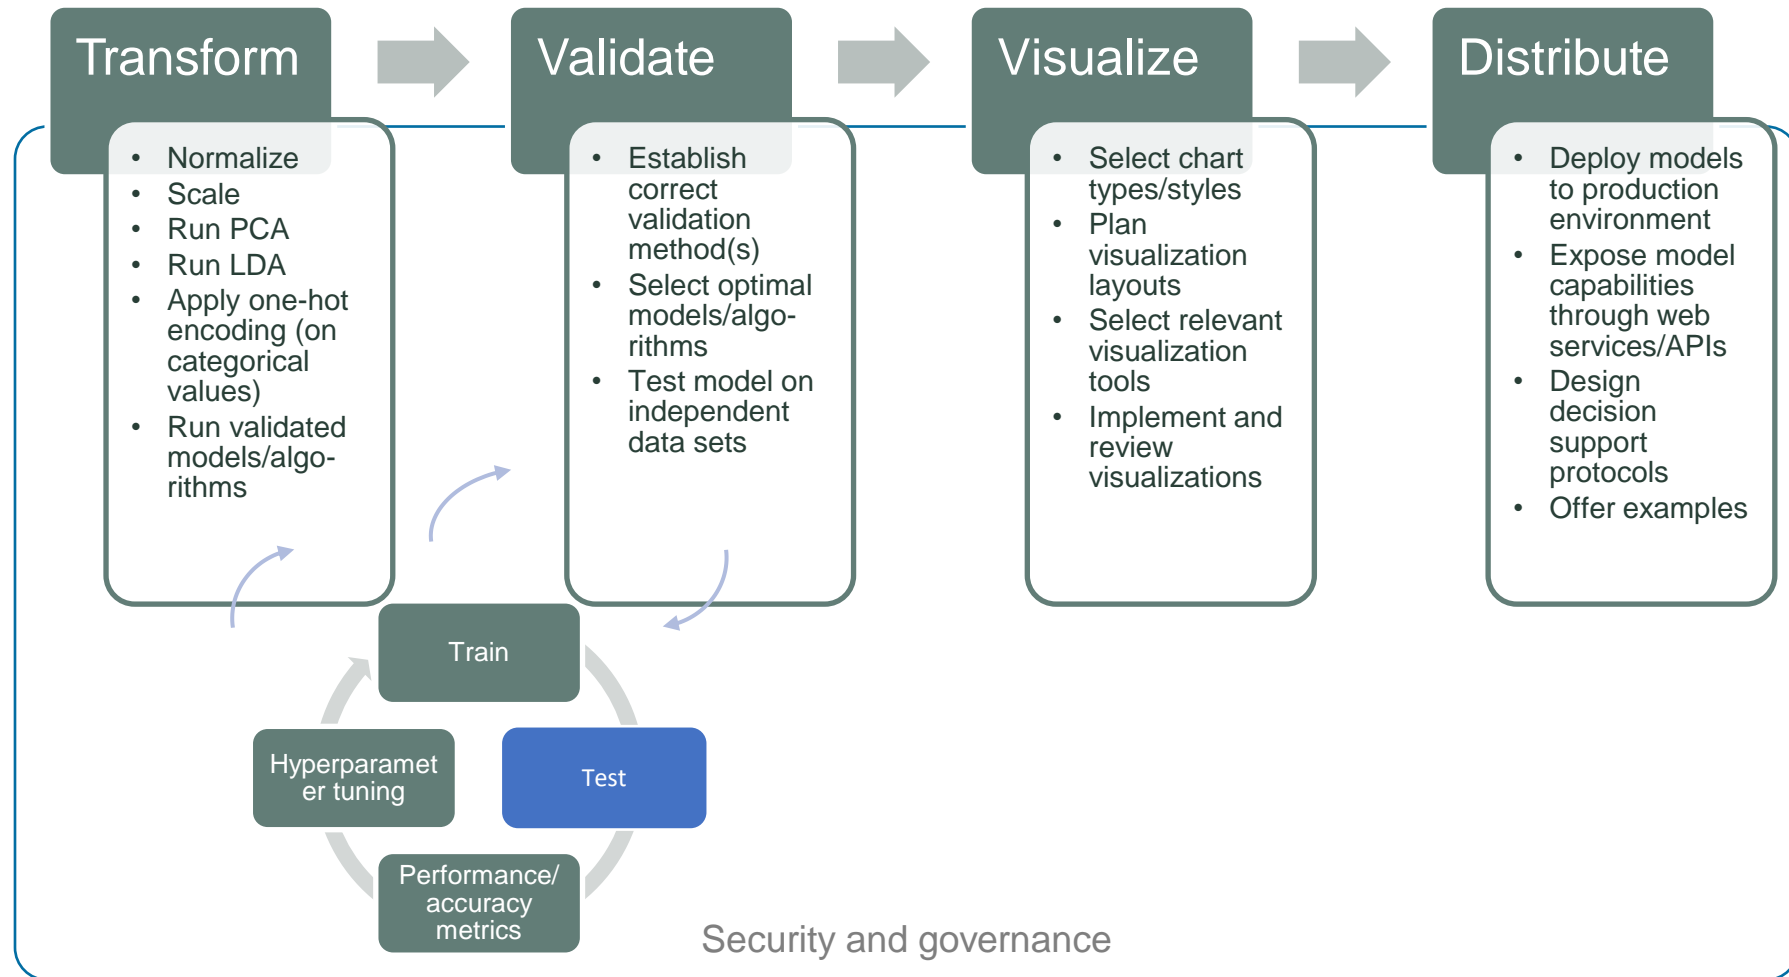 Transform
• Normalize
• Scale
• Run PCA
• Run LDA
• Apply one-hot
encoding (on
categorical
values)
• Run validated
models/algo-
rithms
Validate
• Establish
correct
validation
method(s)
• Select optimal
models/algo-
rithms
• Test model on
independent
data sets
Visualize
• Select chart
types/styles
• Plan
visualization
layouts
• Select relevant
visualization
tools
• Implement and
review
visualizations
Distribute
• Deploy models
to production
environment
• Expose model
capabilities
through web
services/APIs
• Design
decision
support
protocols
• Offer examples
Train
Test
Performance/
accuracy
metrics
Hyperparamet
er tuning
Security and governance